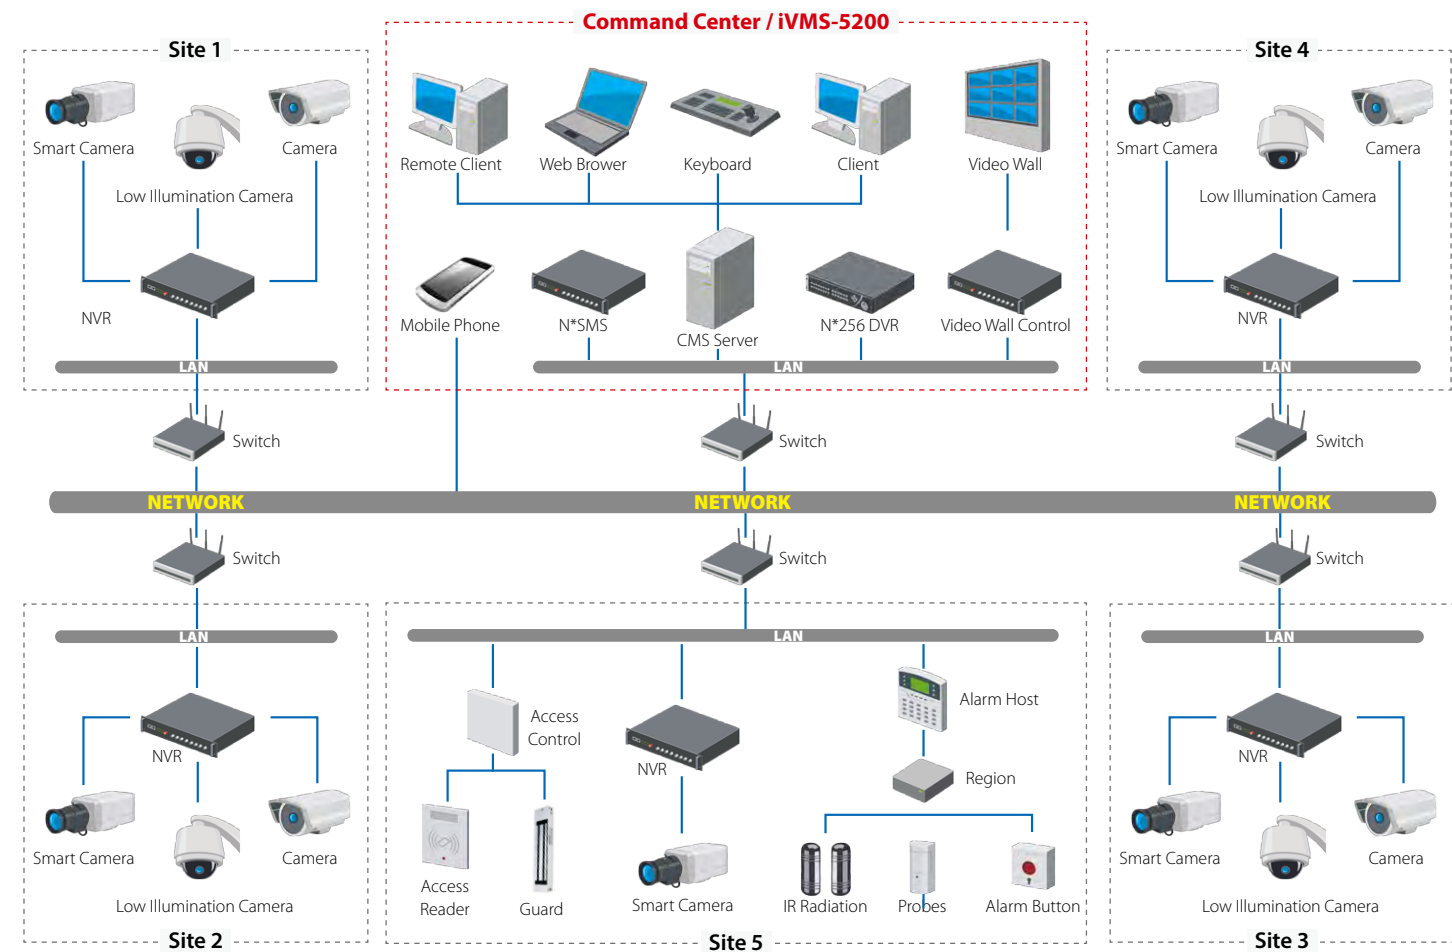 Command Center / iVMS-5200
Site 1
Site 4
Smart Camera
Camera
Low Illumination Camera
NVR
LAN
Remote Client
Web Brower
Keyboard
Client
Video Wall
Mobile Phone
N*SMS
CMS Server
N*256 DVR
Video Wall Control
LAN
Smart Camera
Camera
Low Illumination Camera
NVR
LAN
Switch
Switch
Switch
NETWORK
NETWORK
NETWORK
Switch
Switch
Switch
LAN
NVR
Smart Camera
Camera
Low Illumination Camera
Site 2
LAN
Access
Control
NVR
Alarm Host
Region
Access
Reader
Guard
Smart Camera
IR Radiation
Probes
Alarm Button
Site 5
LAN
NVR
Smart Camera
Camera
Low Illumination Camera
Site 3